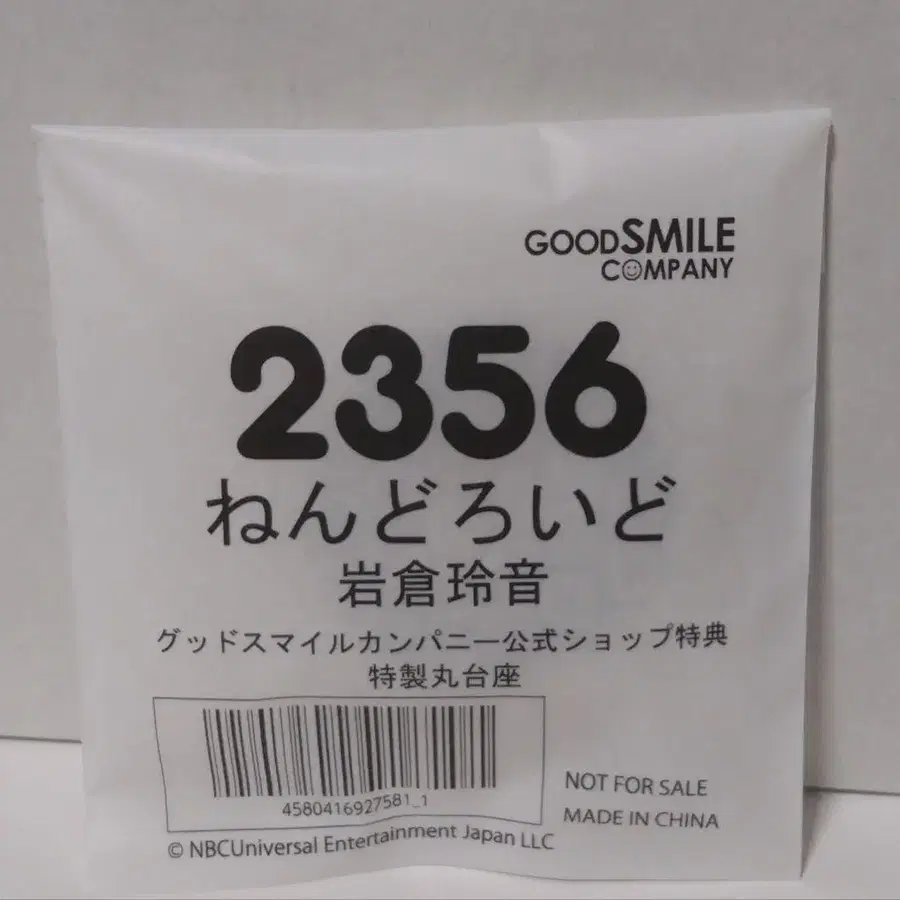 GOODSMILE
COMPANY
2356
ねんどろいど
岩倉玲音
グッドスマイルカンパニー公式ショップ特典
特製丸台座
4580416927581_1
NOT FOR SALE
MADE IN CHINA
© NBCUniversal Entertainment Japan LLC